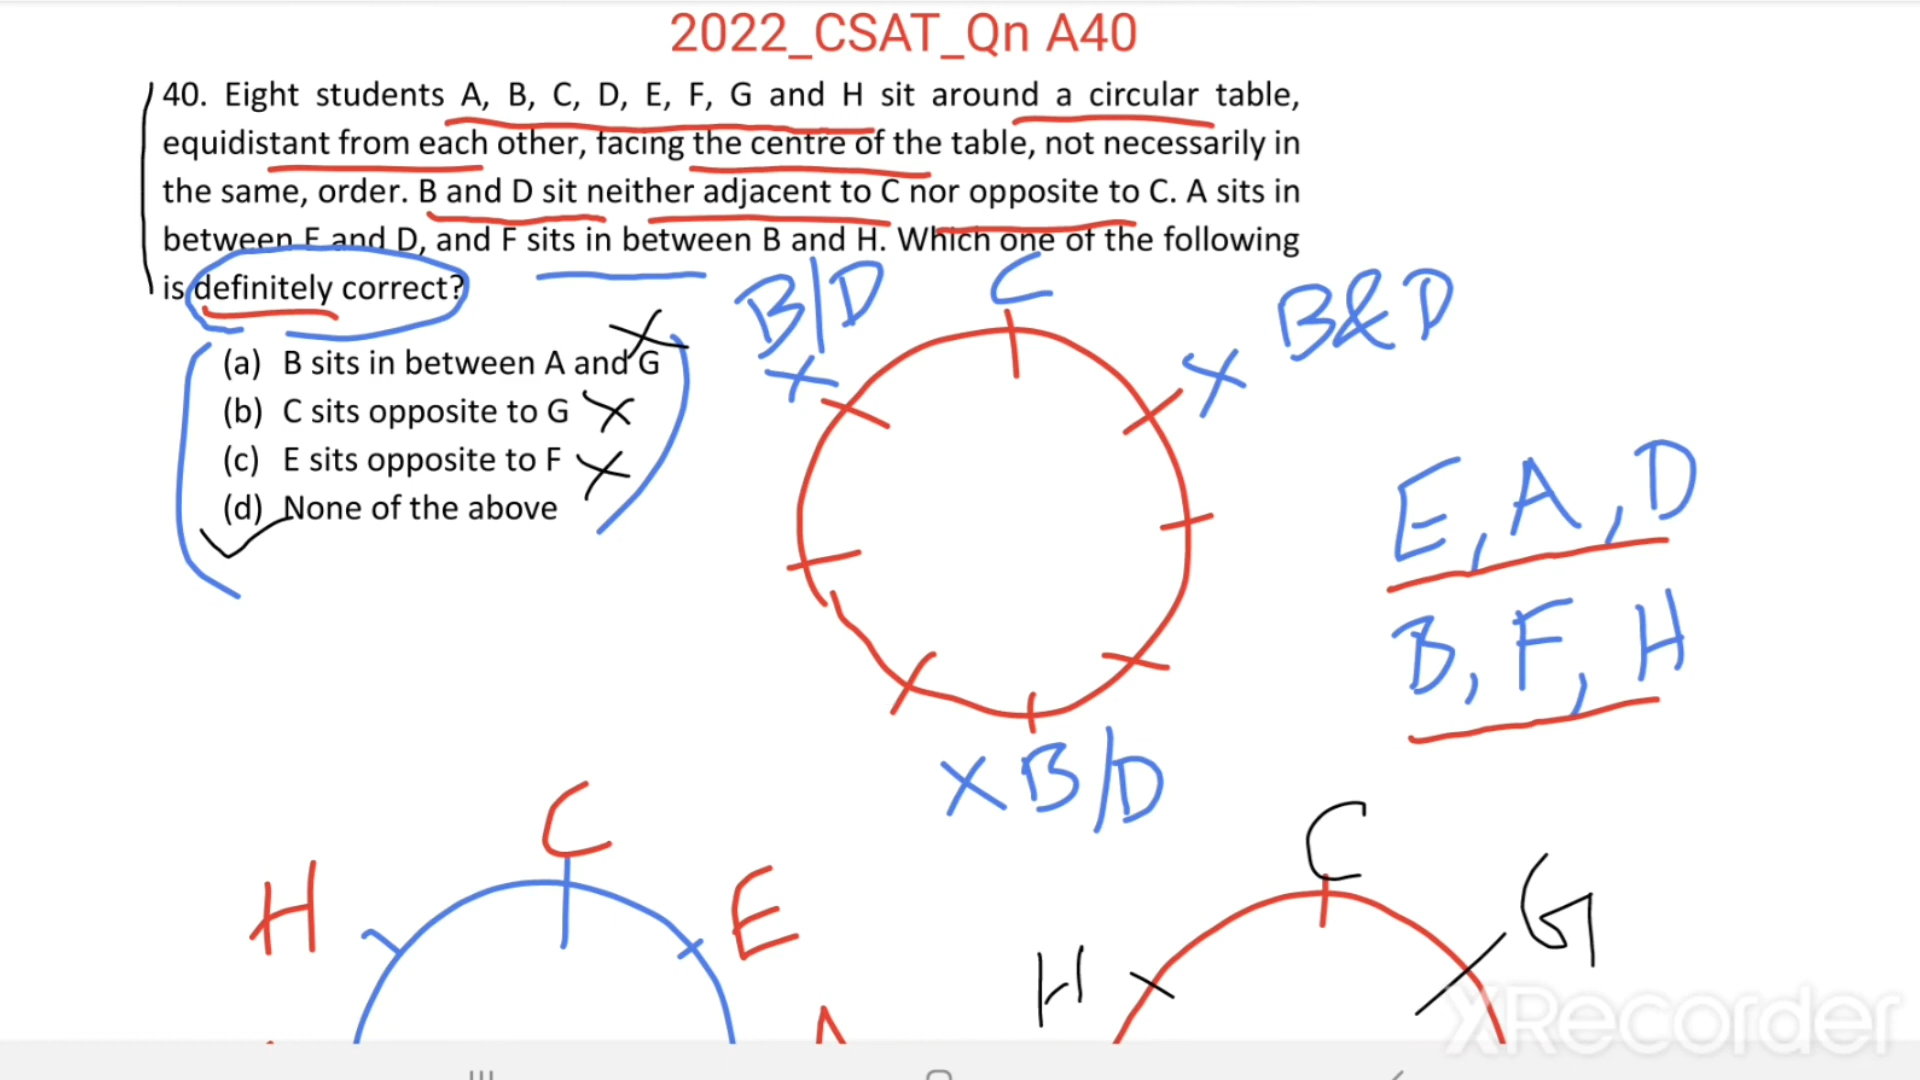 2022_CSAT_Qn A40
40. Eight students A, B, C, D, E, F, G and H sit around a circular table,
equidistant from each other, facing the centre of the table, not necessarily in
the same, order. B and D sit neither adjacent to C nor opposite to C. A sits in
between E and D, and F sits in between B and H. Which one of the following
is definitely correct?
(a) B sits in between A and G
(b) C sits opposite to G
(c) E sits opposite to F
(d) None of the above
B/D
C
B&D
E, A, D
B, F, H
X B/D
C
H
E
C
H
G
XRecorder